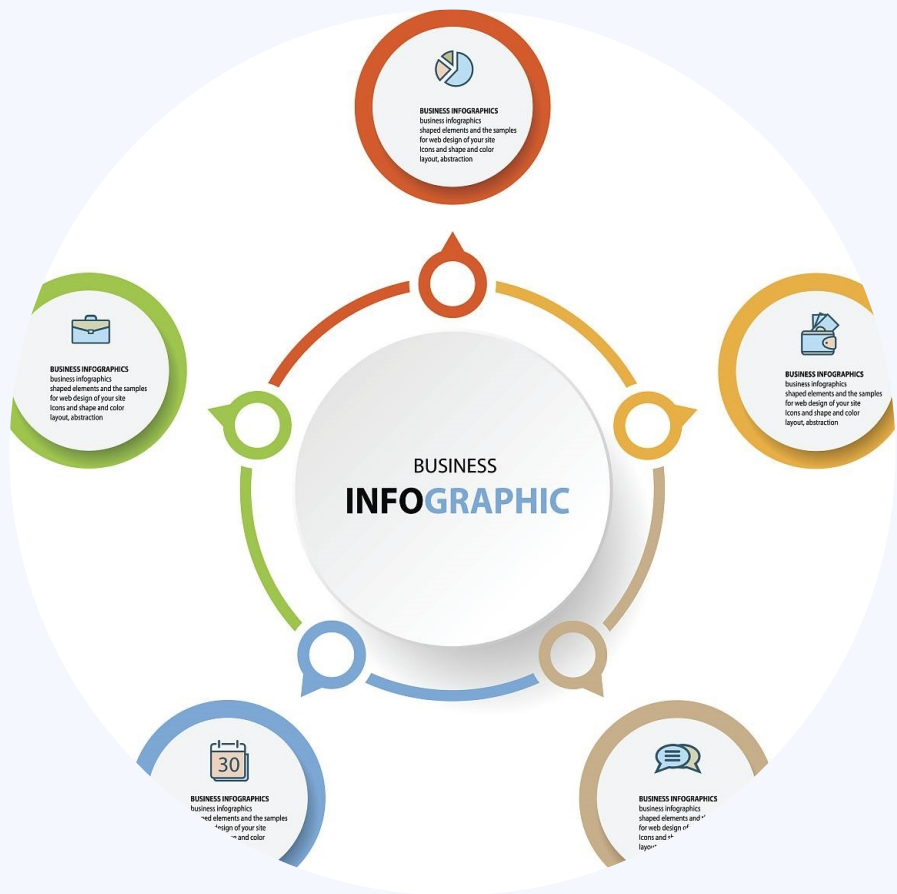 BUSINESS INFOGRAPHICS
business infographics
shaped elements and the samples
for web design of your site
Icons and shape and color
layout, abstraction
BUSINESS INFOGRAPHICS
business infographics
shaped elements and the samples
for web design of your site
Icons and shape and color
layout, abstraction
BUSINESS INFOGRAPHICS
business infographics
shaped elements and the samples
for web design of your site
Icons and shape and color
layout, abstraction
BUSINESS
INFOGRAPHIC
30
BUSINESS INFOGRAPHICS
business infographics
elements and the samples
of your site
and color
BUSINESS INFOGRAPHICS
business infographics
shaped elements and
for web design
Icons and